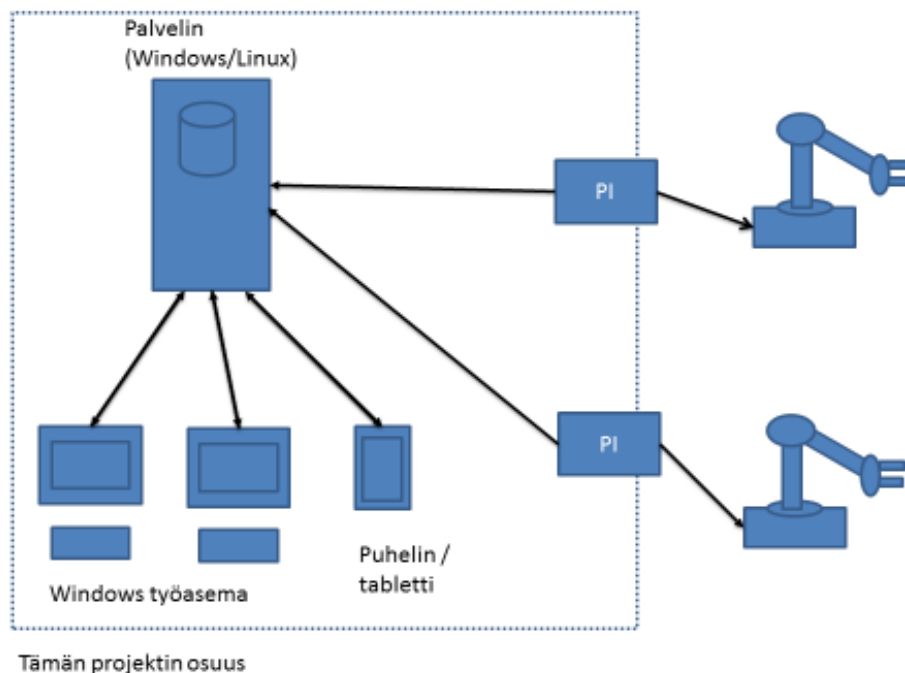 Palvelin
(Windows/Linux)
PI
PI
Puhelin /
tabletti
Windows työasema
Tämän projektin osuus